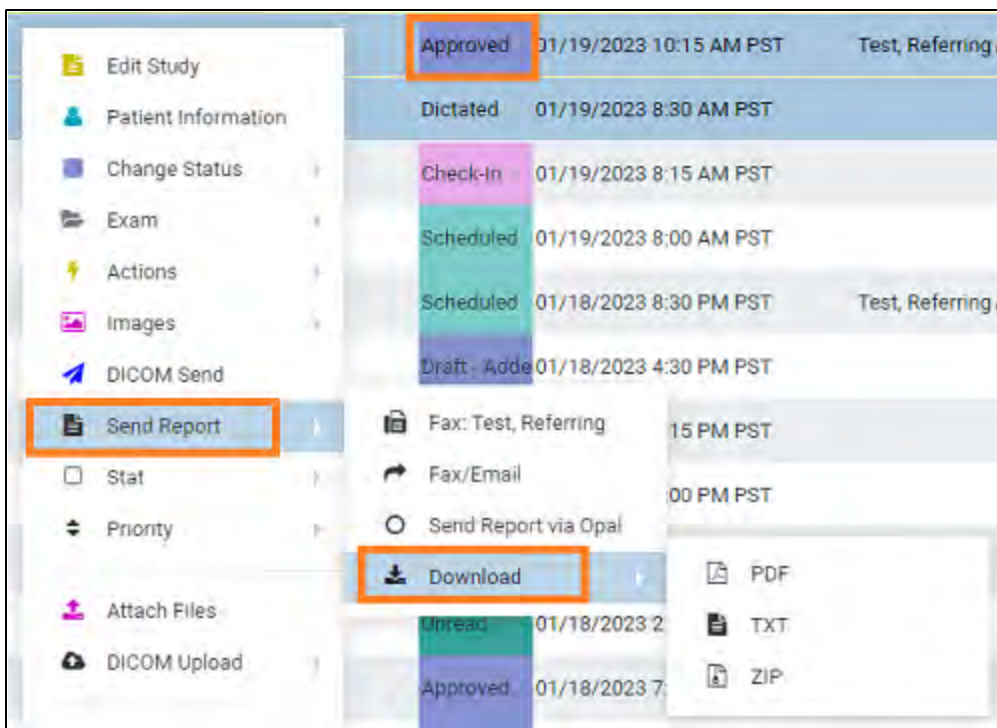 Edit Study
Patient Information
Change Status
Exam
Actions
Images
DICOM Send
Send Report
Stat
Priority
Attach Files
DICOM Upload
Fax: Test, Referring
Fax/Email
Send Report via Opal
Download
PDF
TXT
ZIP
Approved 01/19/2023 10:15 AM PST Test, Referring
Dictated 01/19/2023 8:30 AM PST
Check-In 01/19/2023 8:15 AM PST
Scheduled 01/19/2023 8:00 AM PST
Scheduled 01/18/2023 8:30 PM PST Test, Referring
Draft - Adde 01/18/2023 4:30 PM PST
15 PM PST
00 PM PST
Unread 01/18/2023 2
Approved 01/18/2023 7: